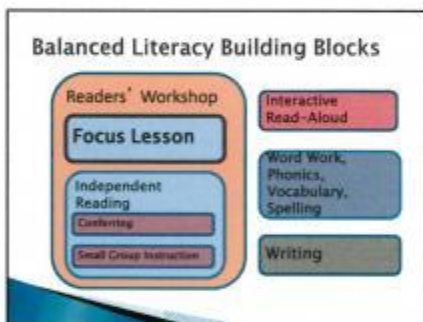 Balanced Literacy Building Blocks
Readers' Workshop
Focus Lesson
Independent
Reading
Conferring
Small Group Instruction
Interactive
Read-Aloud
Word Work,
Phonics,
Vocabulary,
Spelling
Writing